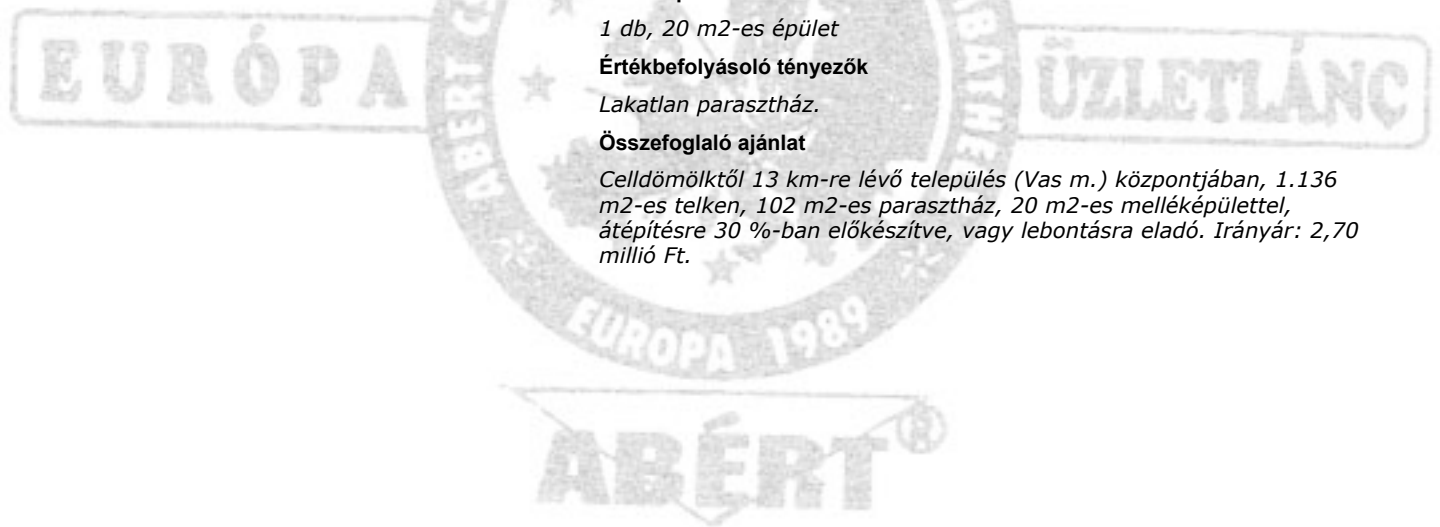 1 db, 20 m2-es épület
EURÓPA
ÜZLETLÁNC
Értékbefolyásoló tényezők
Lakatlan parasztház.
Összefoglaló ajánlat
Celldömölktől 13 km-re lévő település (Vas m.) központjában, 1.136
m2-es telken, 102 m2-es parasztház, 20 m2-es melléképülettel,
átépítésre 30 %-ban előkészítve, vagy lebontásra eladó. Irányár: 2,70
millió Ft.
EUROPA 1989
ABÉRT®